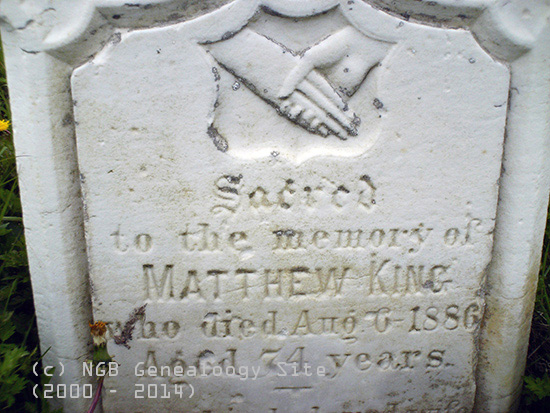 Sacred
to the memory of
MATTHEW KING
who died Aug 6 1886
Aged 74 years.
(c) NGB Genealoogy Site
(2000 - 2014)